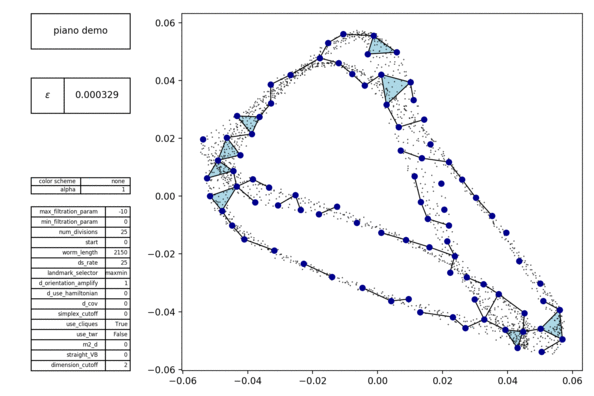 piano demo
ε 0.000329
color scheme none
alpha 1
max_filtration_param -10
min_filtration_param 0
num_divisions 25
start 0
worm_length 2150
ds_rate 25
landmark_selector maxmin
d_orientation_amplify 1
d_use_hamiltonian 0
d_cov 0
simplex_cutoff 0
use_cliques True
use_twr False
m2_d 0
straight_VB 0
dimension_cutoff 2
0.06
0.04
0.02
0.00
−0.02
−0.04
−0.06
−0.06 −0.04 −0.02 0.00 0.02 0.04 0.06